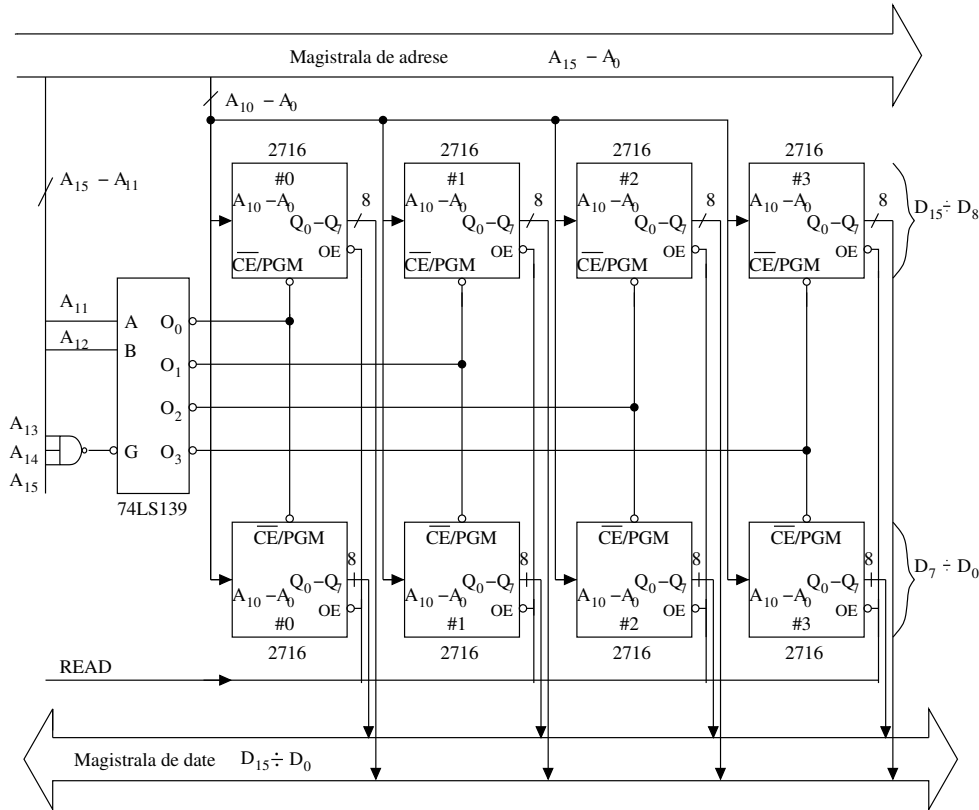 Magistrala de adrese A15 − A0
A10 − A0
2716 2716 2716 2716
#0 #1 #2 #3
A15 − A11
A10 −A0 A10 −A0 A10 −A0 A10 −A0
8 8 8 8
D15 ÷ D8
Q0 −Q7 Q0 −Q7 Q0 −Q7 Q0 −Q7
OE OE OE OE
CE/PGM CE/PGM CE/PGM CE/PGM
A11 A O0
A12 B
O1
O2
A13
A14 G O3
A15
74LS139
CE/PGM CE/PGM CE/PGM CE/PGM
8 8 8 8
D7 ÷ D0
Q0 −Q7 Q0 −Q7 Q0 −Q7 Q0 −Q7
A10 −A0 A10 −A0 A10 −A0 A10 −A0
OE OE OE OE
#0 #1 #2 #3
2716 2716 2716 2716
READ
Magistrala de date D15 ÷ D0